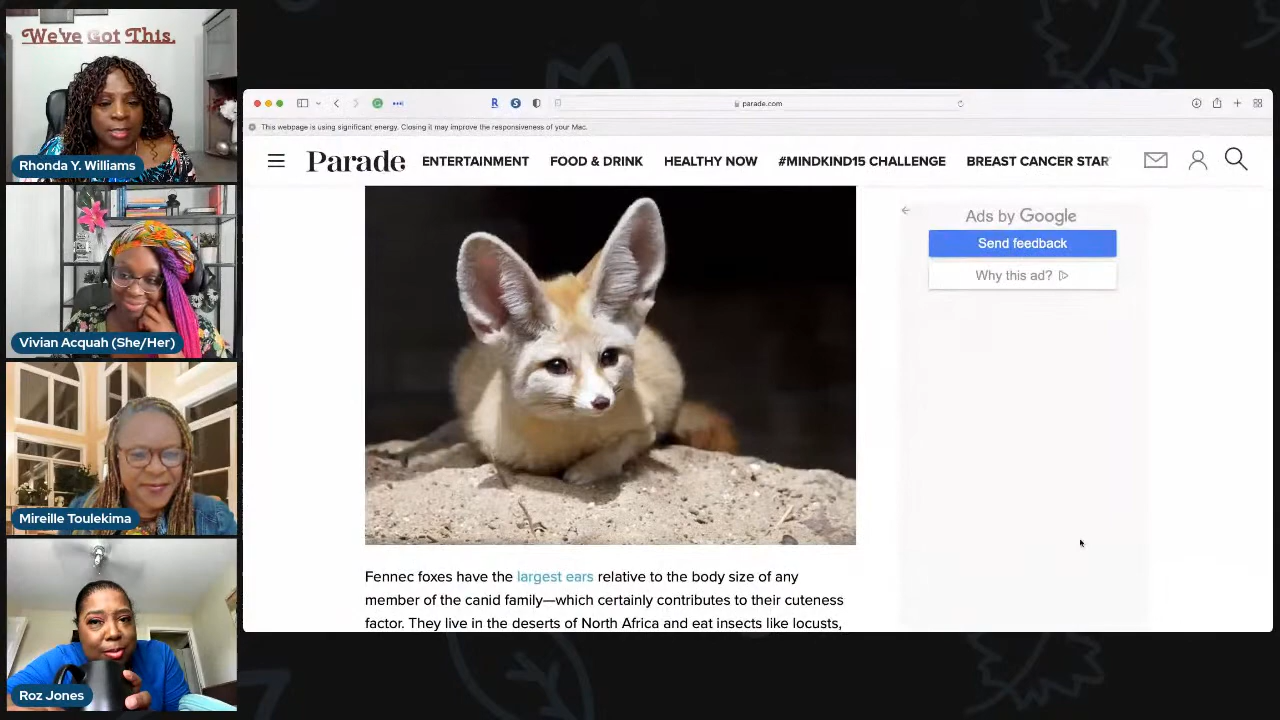 We've Got This.
Rhonda Y. Williams
Vivian Acquah (She/Her)
Mireille Toulekima
Roz Jones
parade.com
This webpage is using significant energy. Closing it may improve the responsiveness of your Mac.
Parade ENTERTAINMENT FOOD & DRINK HEALTHY NOW #MINDKIND15 CHALLENGE BREAST CANCER STAR
Ads by Google
Send feedback
Why this ad?
Fennec foxes have the largest ears relative to the body size of any
member of the canid family—which certainly contributes to their cuteness
factor. They live in the deserts of North Africa and eat insects like locusts,